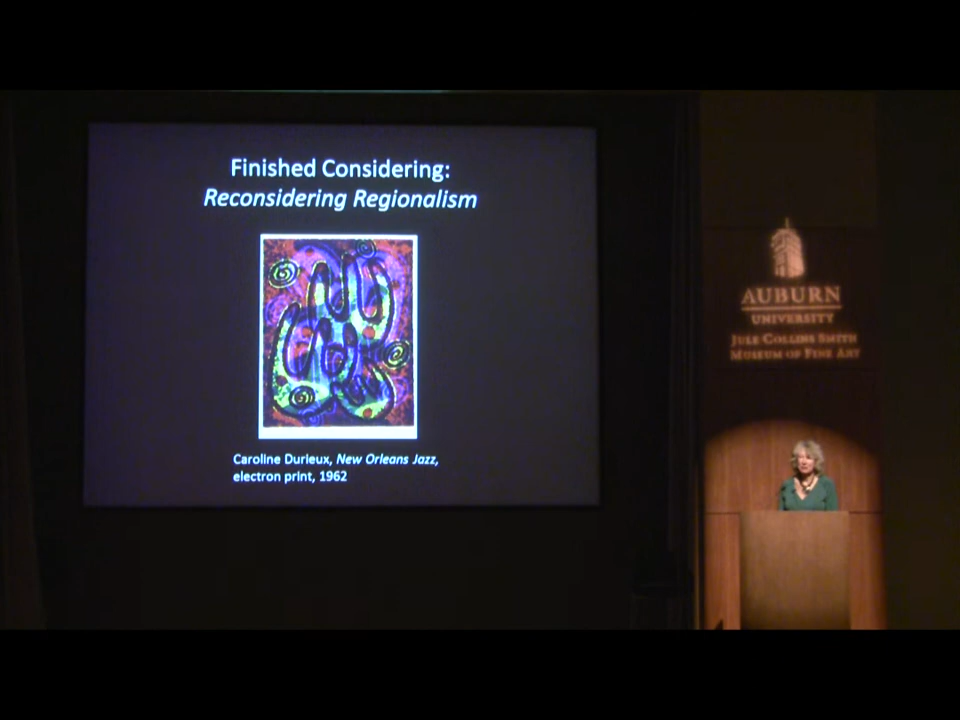 Finished Considering:
Reconsidering Regionalism
Caroline Durieux, New Orleans Jazz,
electron print, 1962
AUBURN
UNIVERSITY
JULE COLLINS SMITH
MUSEUM OF FINE ART